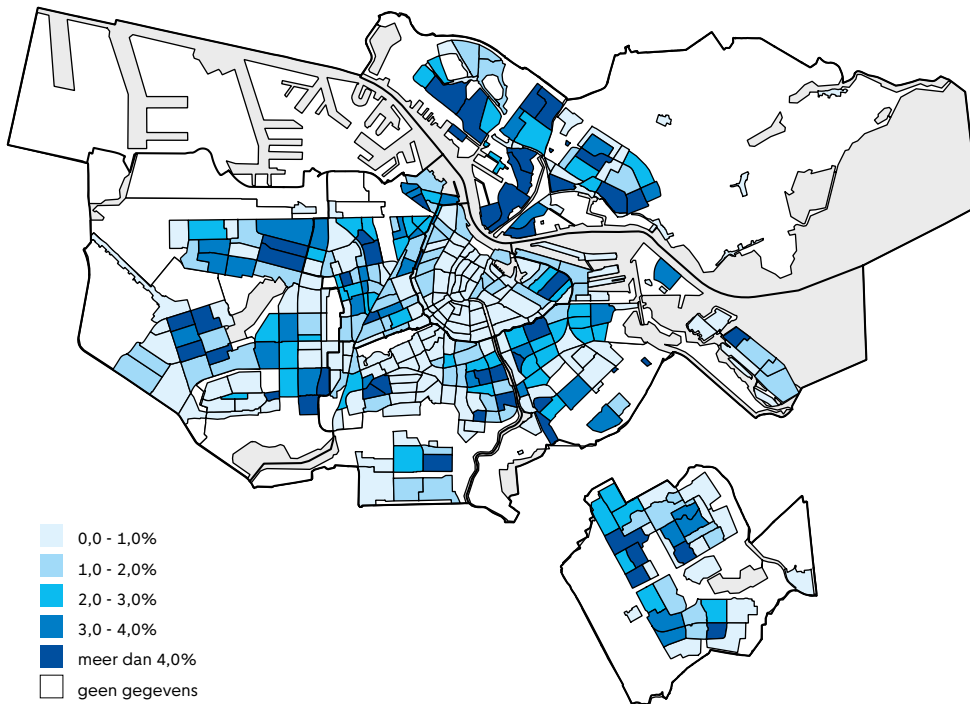 0,0 - 1,0%
1,0 - 2,0%
2,0 - 3,0%
3,0 - 4,0%
meer dan 4,0%
geen gegevens